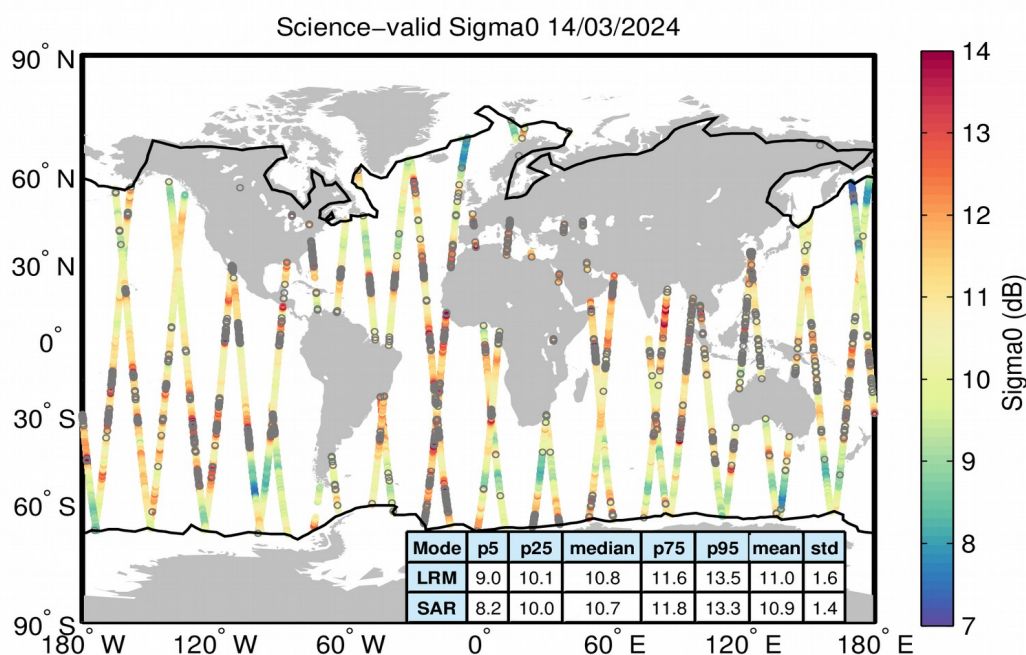 Science−valid Sigma0 14/03/2024
90° N
60° N
30° N
0°
30° S
60° S
90° S
180° W
120° W
60° W
0°
60° E
120° E
180° E
14
13
12
11
10
9
8
7
Sigma0 (dB)
Mode p5 p25 median p75 p95 mean std
LRM 9.0 10.1 10.8 11.6 13.5 11.0 1.6
SAR 8.2 10.0 10.7 11.8 13.3 10.9 1.4